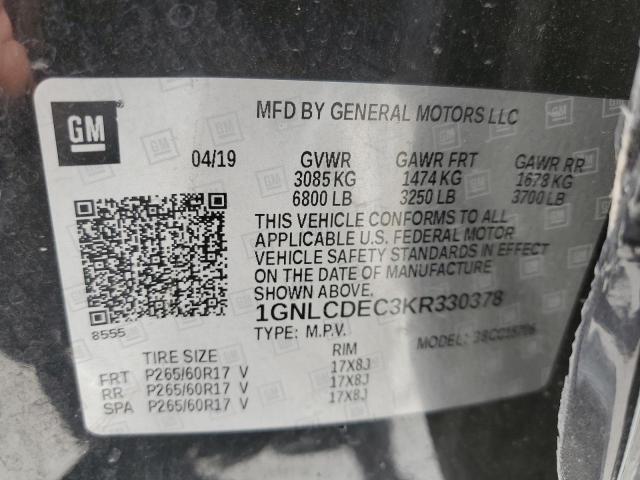 GM
MFD BY GENERAL MOTORS LLC
04/19 GVWR GAWR FRT GAWR RR
3085 KG 1474 KG 1678 KG
6800 LB 3250 LB 3700 LB
THIS VEHICLE CONFORMS TO ALL
APPLICABLE U.S. FEDERAL MOTOR
VEHICLE SAFETY STANDARDS IN EFFECT
ON THE DATE OF MANUFACTURE
SHOWN ABOVE.
8555
1GNLCDEC3KR330378
TYPE: M.P.V. MODEL:
TIRE SIZE RIM
FRT P265/60R17 V 17X8J
RR P265/60R17 V 17X8J
SPA P265/60R17 V 17X8J